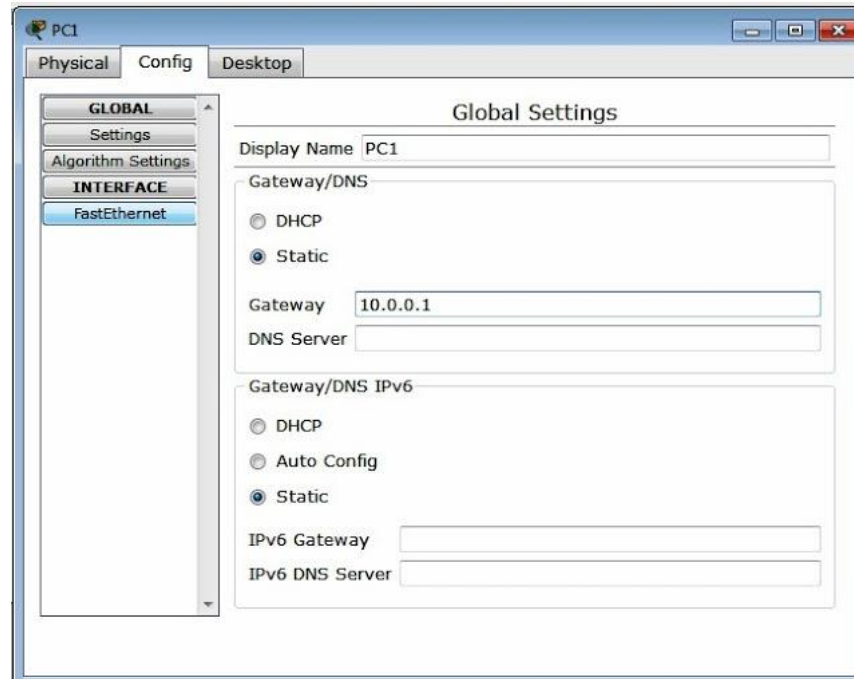 PC1
Physical Config Desktop
GLOBAL
Settings
Algorithm Settings
INTERFACE
FastEthernet
Global Settings
Display Name PC1
Gateway/DNS
DHCP
Static
Gateway 10.0.0.1
DNS Server
Gateway/DNS IPv6
DHCP
Auto Config
Static
IPv6 Gateway
IPv6 DNS Server